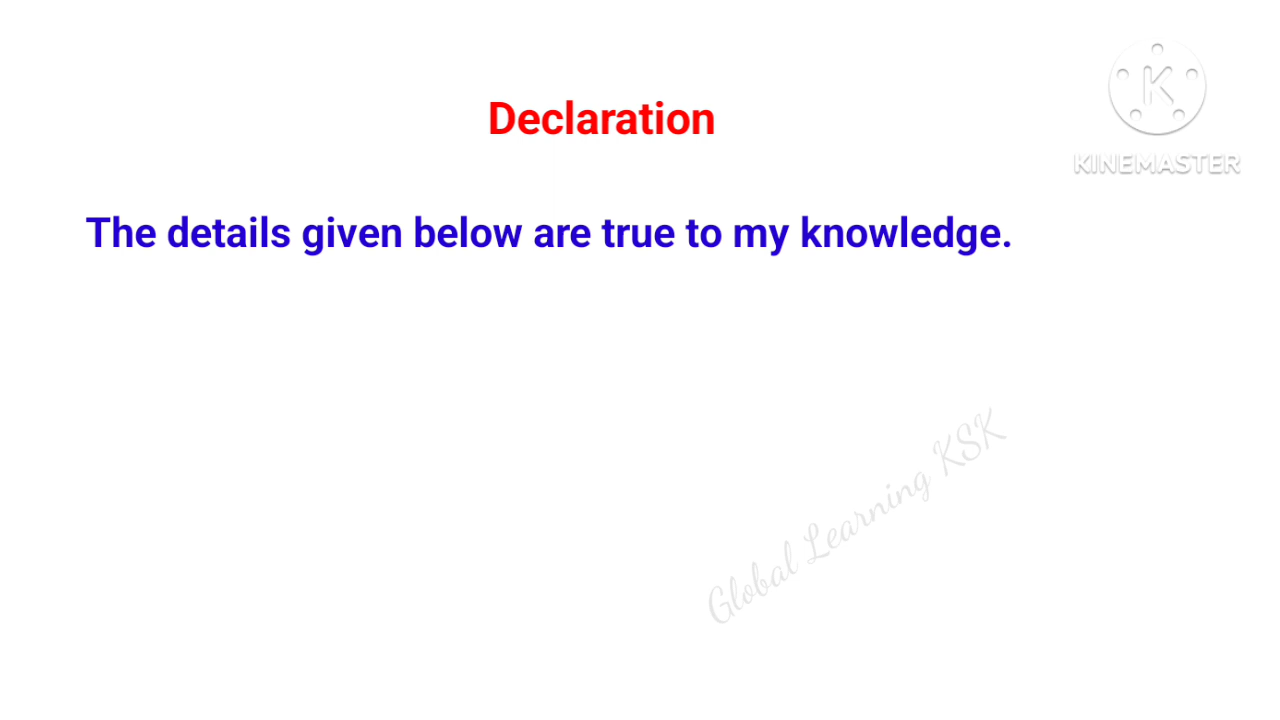 Declaration
K
KINEMASTER
The details given below are true to my knowledge.
Global Learning KSK